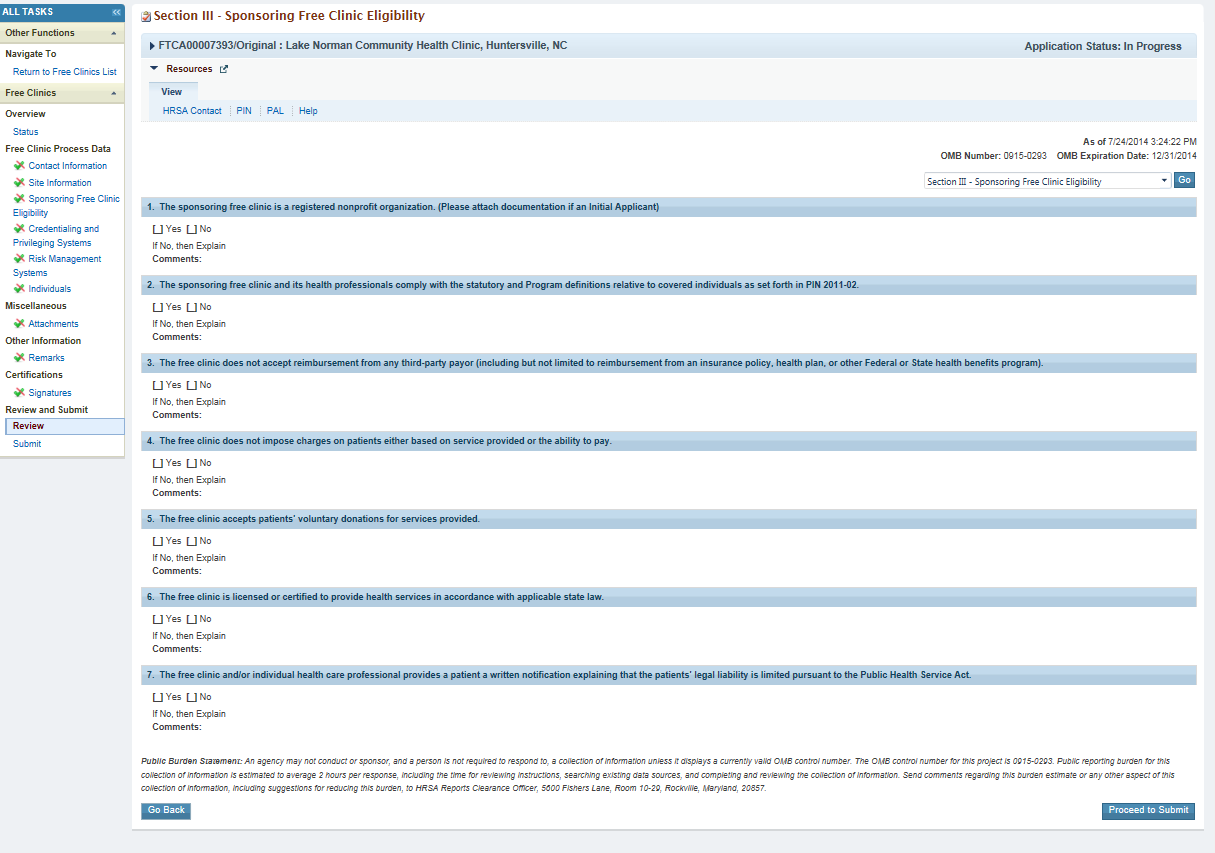 ALL TASKS
Other Functions
Navigate To
Return to Free Clinics List
Free Clinics
Overview
Status
Free Clinic Process Data
Contact Information
Site Information
Sponsoring Free Clinic
Eligibility
Credentialing and
Privileging Systems
Risk Management
Systems
Individuals
Miscellaneous
Attachments
Other Information
Remarks
Certifications
Signatures
Review and Submit
Review
Submit
Section III - Sponsoring Free Clinic Eligibility
FTCA00007393/Original : Lake Norman Community Health Clinic, Huntersville, NC Application Status: In Progress
Resources
View
HRSA Contact PIN PAL Help
As of 7/24/2014 3:24:22 PM
OMB Number: 0915-0293 OMB Expiration Date: 12/31/2014
Section III - Sponsoring Free Clinic Eligibility Go
1. The sponsoring free clinic is a registered nonprofit organization. (Please attach documentation if an Initial Applicant)
[_] Yes [_] No
If No, then Explain
Comments:
2. The sponsoring free clinic and its health professionals comply with the statutory and Program definitions relative to covered individuals as set forth in PIN 2011-02.
[_] Yes [_] No
If No, then Explain
Comments:
3. The free clinic does not accept reimbursement from any third-party payor (including but not limited to reimbursement from an insurance policy, health plan, or other Federal or State health benefits program).
[_] Yes [_] No
If No, then Explain
Comments:
4. The free clinic does not impose charges on patients either based on service provided or the ability to pay.
[_] Yes [_] No
If No, then Explain
Comments:
5. The free clinic accepts patients' voluntary donations for services provided.
[_] Yes [_] No
If No, then Explain
Comments:
6. The free clinic is licensed or certified to provide health services in accordance with applicable state law.
[_] Yes [_] No
If No, then Explain
Comments:
7. The free clinic and/or individual health care professional provides a patient a written notification explaining that the patients' legal liability is limited pursuant to the Public Health Service Act.
[_] Yes [_] No
If No, then Explain
Comments:
Public Burden Statement: An agency may not conduct or sponsor, and a person is not required to respond to, a collection of information unless it displays a currently valid OMB control number. The OMB control number for this project is 0915-0293. Public reporting burden for this
collection of information is estimated to average 2 hours per response, including the time for reviewing instructions, searching existing data sources, and completing and reviewing the collection of information. Send comments regarding this burden estimate or any other aspect of this
collection of information, including suggestions for reducing this burden, to HRSA Reports Clearance Officer, 5600 Fishers Lane, Room 10-29, Rockville, Maryland, 20857.
Go Back Proceed to Submit